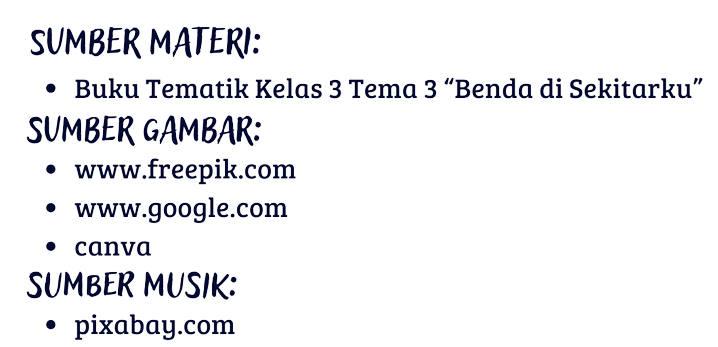 SUMBER MATERI:
• Buku Tematik Kelas 3 Tema 3 “Benda di Sekitarku”
SUMBER GAMBAR:
• www.freepik.com
• www.google.com
• canva
SUMBER MUSIK:
• pixabay.com